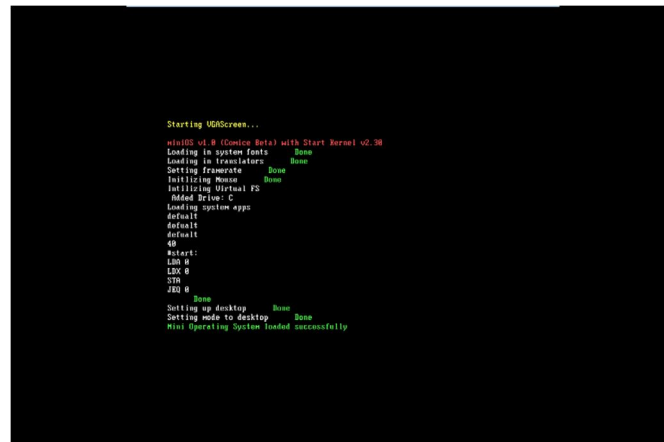 Starting VGAScreen...
miniOS v1.0 (Comice Beta) with Start Kernel v2.30
Loading in system fonts Done
Loading in translators Done
Setting framerate Done
Initlizing Mouse Done
Intilizing Virtual FS
Added Drive: C
Loading system apps
defualt
defualt
defualt
40
#start:
LDA 0
LDX 0
STA
JEQ 0
Done
Setting up desktop Done
Setting mode to desktop Done
Mini Operating System loaded successfully